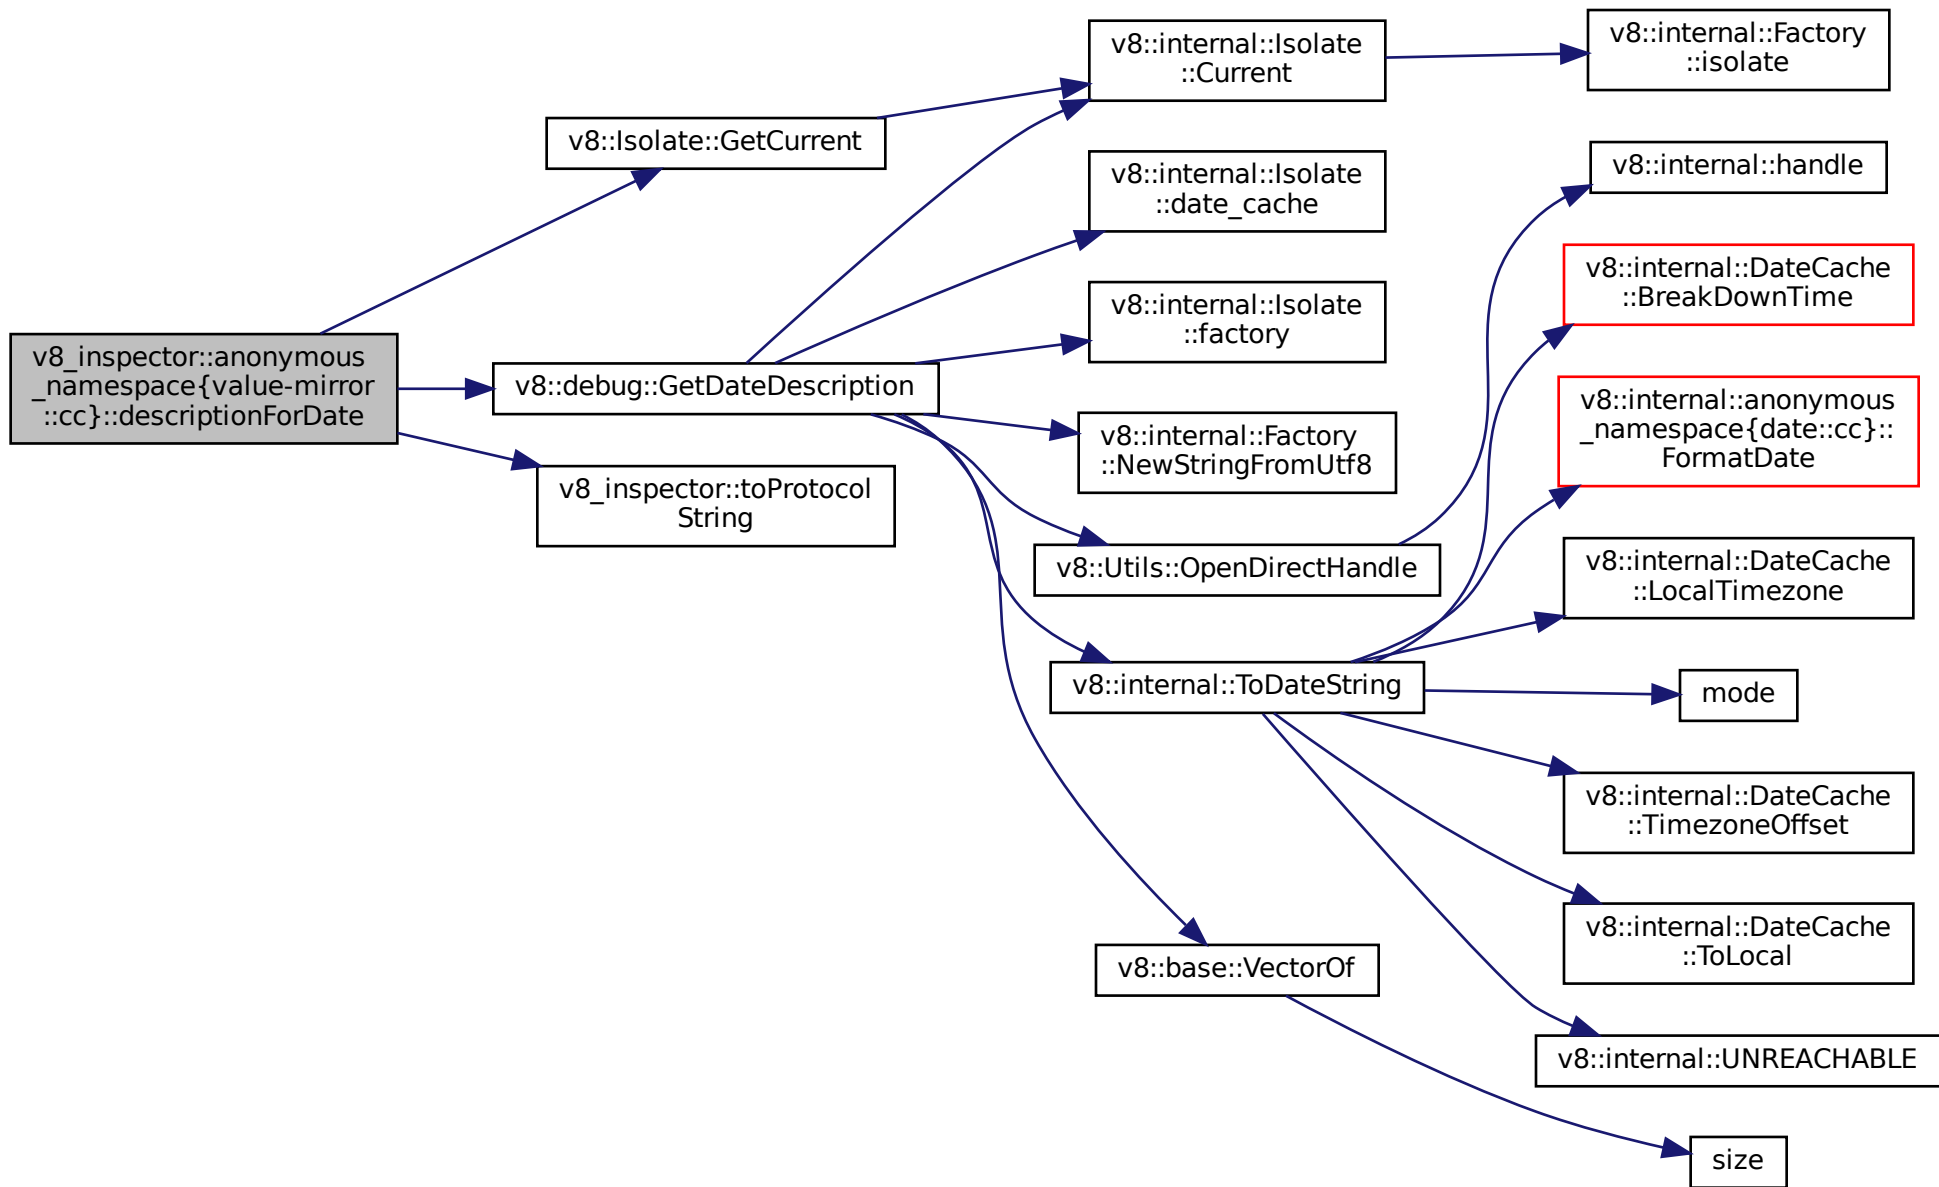 v8_inspector::anonymous
_namespace{value-mirror
::cc}::descriptionForDate
v8::Isolate::GetCurrent
v8::debug::GetDateDescription
v8_inspector::toProtocol
String
v8::internal::Isolate
::Current
v8::internal::Isolate
::date_cache
v8::internal::Isolate
::factory
v8::internal::Factory
::NewStringFromUtf8
v8::Utils::OpenDirectHandle
v8::internal::ToDateString
v8::base::VectorOf
v8::internal::Factory
::isolate
v8::internal::handle
v8::internal::DateCache
::BreakDownTime
v8::internal::anonymous
_namespace{date::cc}::
FormatDate
v8::internal::DateCache
::LocalTimezone
mode
v8::internal::DateCache
::TimezoneOffset
v8::internal::DateCache
::ToLocal
v8::internal::UNREACHABLE
size